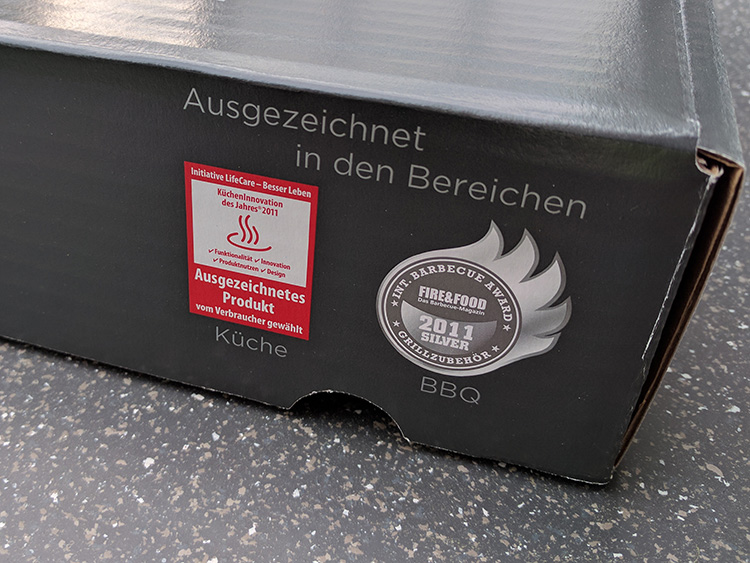 Ausgezeichnet
in den Bereichen
Initiative LifeCare – Besser Leben
KüchenInnovation
des Jahres® 2011
✓ Funktionalität ✓ Innovation
✓ Produktnutzen ✓ Design
Ausgezeichnetes
Produkt
vom Verbraucher gewählt
Küche
INT. BARBECUE AWARD
FIRE&FOOD
Das Barbecue-Magazin
2011
SILVER
GRILLZUBEHÖR
BBQ